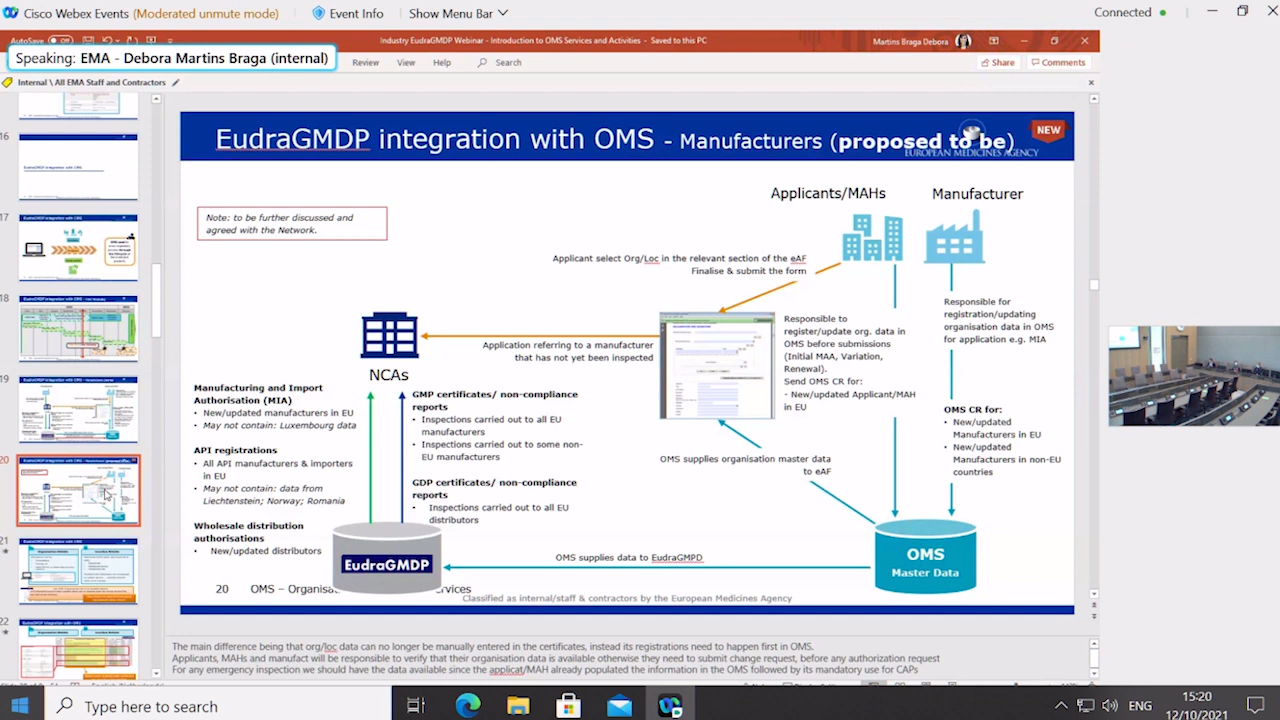 Cisco Webex Events (Moderated unmute mode)
Event Info
Show Menu Bar
Connected
AutoSave
Off
Industry EudraGMDP Webinar - Introduction to OMS Services and Activities - Saved to this PC
Martins Braga Debora
Speaking: EMA - Debora Martins Braga (internal)
Review
View
Help
Search
Share
Comments
Internal \ All EMA Staff and Contractors
16
17
18
19
20
21
22
EudraGMDP integration with OMS - Manufacturers (proposed to be)
NEW
EUROPEAN MEDICINES AGENCY
Note: to be further discussed and
agreed with the Network.
Applicants/MAHs
Manufacturer
Applicant select Org/Loc in the relevant section of the eAF
Finalise & submit the form
Responsible for
registration/updating
organisation data in OMS
for application e.g. MIA
Responsible to
register/update org. data in
OMS before submissions
(Initial MAA, Variation,
Renewal).
Send OMS CR for:
- New/updated Applicant/MAH
in EU
Application referring to a manufacturer
that has not yet been inspected
NCAs
Manufacturing and Import
Authorisation (MIA)
• New/updated manufacturers in EU
• May not contain: Luxembourg data
API registrations
• All API manufacturers & importers
in EU
• May not contain: data from
Liechtenstein; Norway; Romania
Wholesale distribution
authorisations
• New/updated distributors
GMP certificates/ non-compliance
reports
• Inspections carried out to all EU
manufacturers
• Inspections carried out to some non-
EU manufacturers
GDP certificates/ non-compliance
reports
• Inspections carried out to all EU
distributors
OMS CR for:
• New/updated
Manufacturers in EU
• New/updated
Manufacturers in non-EU
countries
OMS supplies organisation master data
to eAF
EudraGMDP
OMS supplies data to EudraGMPD
OMS
Master Data
20 OMS – Organisa
rvices
Classified as internal/staff & contractors by the European Medicines Agency
The main difference being that org/loc data can no longer be manually entered in the certificates, instead its registrations need to happen first in OMS.
Applicants, MAHs and manufact will be responsible to verify that their organisation data is available otherwise they need to submit change request, before any authorization request
For any emergency inspection we should have the data available since the applicat/MAH already populated the information in the OMS followed by its mandatory use for CAPs
Type here to search
ENG
15:20
12/10/2021